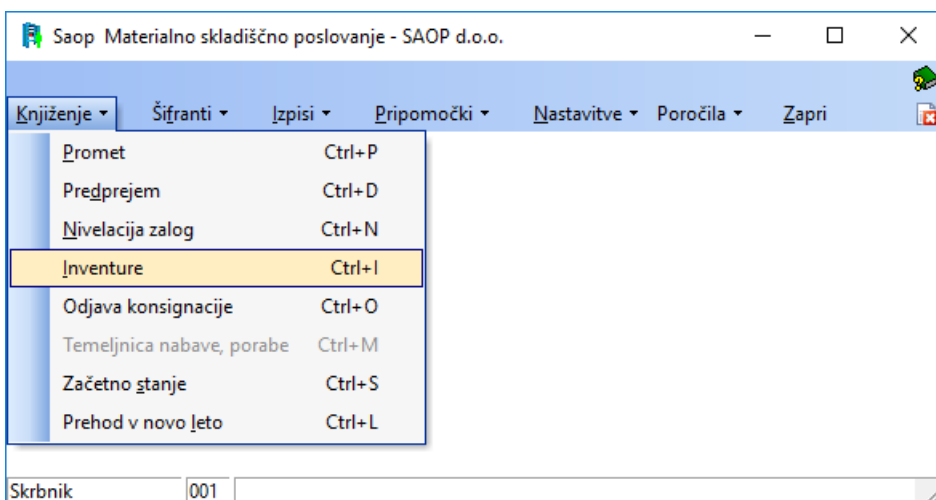 Saop Materialno skladiščno poslovanje - SAOP d.o.o.
Knjiženje Šifranti Izpisi Pripomočki Nastavitve Poročila Zapri
Promet Ctrl+P
Predprejem Ctrl+D
Nivelacija zalog Ctrl+N
Inventure Ctrl+I
Odjava konsignacije Ctrl+O
Temeljnica nabave, porabe Ctrl+M
Začetno stanje Ctrl+S
Prehod v novo leto Ctrl+L
Skrbnik 001